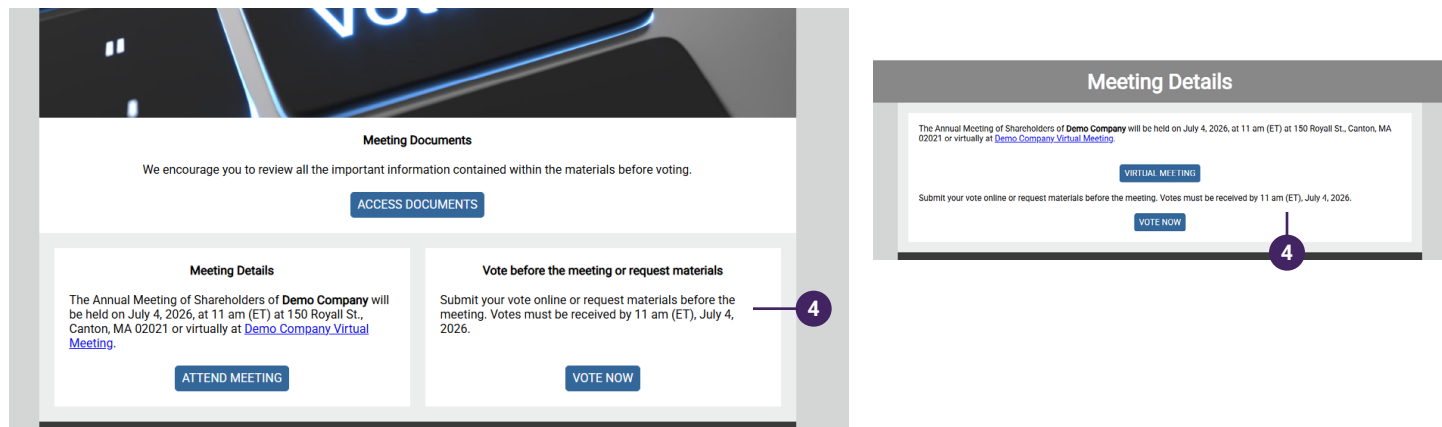 Vote
"
Meeting Documents
We encourage you to review all the important information contained within the materials before voting.
ACCESS DOCUMENTS
Meeting Details
The Annual Meeting of Shareholders of Demo Company will
be held on July 4, 2026, at 11 am (ET) at 150 Royall St.,
Canton, MA 02021 or virtually at Demo Company Virtual
Meeting.
ATTEND MEETING
Vote before the meeting or request materials
Submit your vote online or request materials before the
meeting. Votes must be received by 11 am (ET), July 4,
2026.
VOTE NOW
4
Meeting Details
The Annual Meeting of Shareholders of Demo Company will be held on July 4, 2026, at 11 am (ET) at 150 Royall St., Canton, MA
02021 or virtually at Demo Company Virtual Meeting.
VIRTUAL MEETING
Submit your vote online or request materials before the meeting. Votes must be received by 11 am (ET), July 4, 2026.
VOTE NOW
4